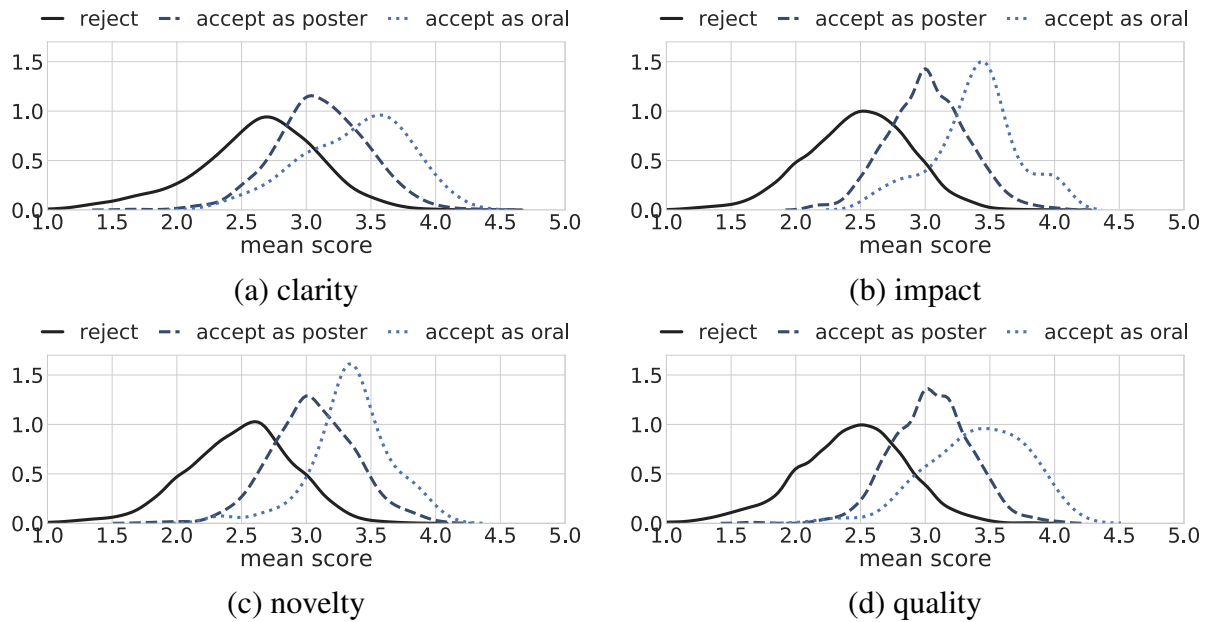 reject accept as poster accept as oral
reject accept as poster accept as oral
1.5
1.0
0.5
0.0
1.0 1.5 2.0 2.5 3.0 3.5 4.0 4.5 5.0
mean score
(a) clarity
1.5
1.0
0.5
0.0
1.0 1.5 2.0 2.5 3.0 3.5 4.0 4.5 5.0
mean score
(b) impact
reject accept as poster accept as oral
1.5
1.0
0.5
0.0
1.0 1.5 2.0 2.5 3.0 3.5 4.0 4.5 5.0
mean score
(c) novelty
reject accept as poster accept as oral
1.5
1.0
0.5
0.0
1.0 1.5 2.0 2.5 3.0 3.5 4.0 4.5 5.0
mean score
(d) quality